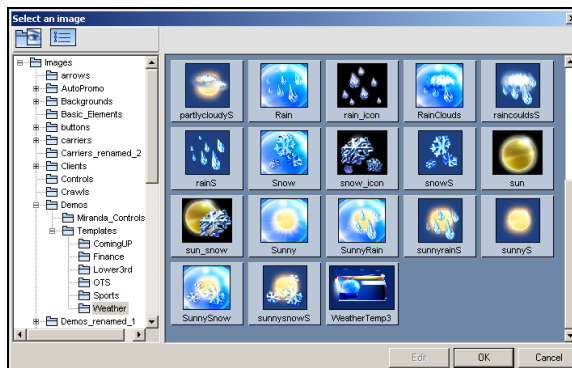 Select an image
Images
arrows
AutoPromo
Backgrounds
Basic_Elements
buttons
carriers
Carriers_renamed_2
Clients
Controls
Crawls
Demos
Miranda_Controls
Templates
ComingUP
Finance
Lower3rd
OTS
Sports
Weather
Demos_renamed_1
partlycloudyS
Rain
rain_icon
RainClouds
raincouldsS
rainS
Snow
snow_icon
snowS
sun
sun_snow
Sunny
SunnyRain
sunnyrainS
sunnyS
SunnySnow
sunnysnowS
WeatherTemp3
Edit
OK
Cancel